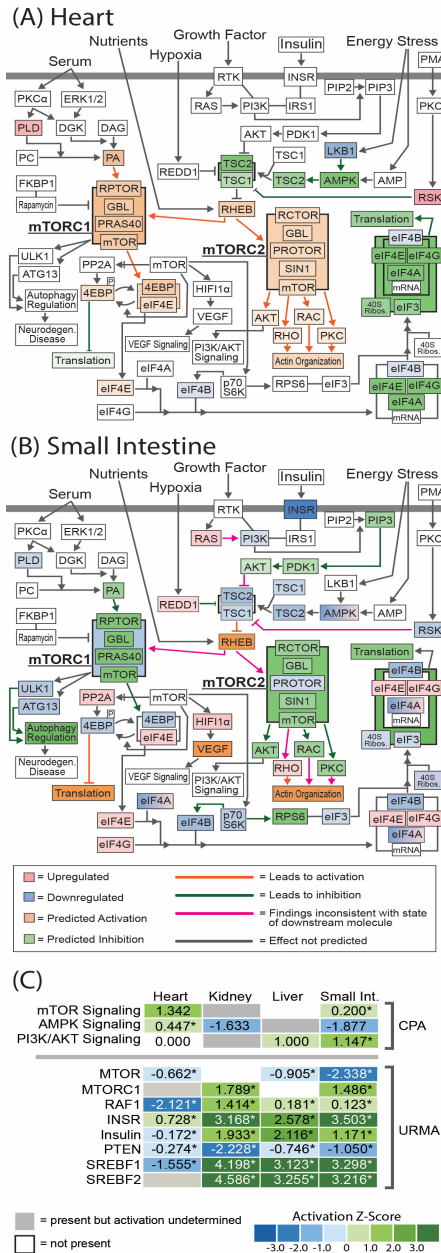 (A) Heart
Nutrients
Growth Factor
Insulin
Energy Stress
Hypoxia
Serum
RTK
INSR
PIP2
PIP3
PMA
PKCα
ERK1/2
RAS
PI3K
IRS1
PKC
PLD
DGK
DAG
AKT
PDK1
LKB1
PC
PA
REDD1
TSC2
TSC1
TSC1
TSC2
AMPK
AMP
RSK
FKBP1
Rapamycin
RPTOR
GBL
PRAS40
mTOR
mTORC1
RHEB
RCTOR
GBL
PROTOR
SIN1
mTOR
mTORC2
Translation
eIF4B
eIF4E
eIF4G
eIF4A
mRNA
40S Ribos.
eIF3
ULK1
ATG13
PP2A
mTOR
HIFI1α
4EBP
P
4EBP
eIF4E
Autophagy
Regulation
Neurodegen.
Disease
VEGF
AKT
RAC
RHO
PKC
Actin Organization
Translation
VEGF Signaling
PI3K/AKT
Signaling
eIF4A
eIF4E
eIF4B
p70
S6K
RPS6
eIF3
eIF4G
40S
Ribos.
eIF4B
eIF4E
eIF4G
eIF4A
mRNA
(B) Small Intestine
Nutrients
Growth Factor
Insulin
Energy Stress
Hypoxia
Serum
RTK
INSR
PIP2
PIP3
PMA
PKCα
ERK1/2
RAS
PI3K
IRS1
PKC
PLD
DGK
DAG
AKT
PDK1
LKB1
PC
PA
REDD1
TSC2
TSC1
TSC1
TSC2
AMPK
AMP
RSK
FKBP1
Rapamycin
RPTOR
GBL
PRAS40
mTOR
mTORC1
RHEB
RCTOR
GBL
PROTOR
SIN1
mTOR
mTORC2
Translation
eIF4B
eIF4E
eIF4G
eIF4A
mRNA
40S
Ribos.
eIF3
ULK1
ATG13
PP2A
mTOR
HIFI1α
4EBP
P
4EBP
eIF4E
Autophagy
Regulation
Neurodegen.
Disease
VEGF
AKT
RAC
RHO
PKC
Actin Organization
Translation
VEGF Signaling
PI3K/AKT
Signaling
eIF4A
eIF4E
eIF4B
p70
S6K
RPS6
eIF3
eIF4G
40S
Ribos.
eIF4B
eIF4E
eIF4G
eIF4A
mRNA
= Upregulated
= Downregulated
= Predicted Activation
= Predicted Inhibition
= Leads to activation
= Leads to inhibition
= Findings inconsistent with state
of downstream molecule
= Effect not predicted
(C)
Heart Kidney Liver Small Int.
mTOR Signaling 1.342 0.200*
AMPK Signaling 0.447* -1.633 -1.877
PI3K/AKT Signaling 0.000 1.000 1.147*
CPA
MTOR -0.662* -0.905* -2.338*
MTORC1 1.789* 1.486*
RAF1 -2.121* 1.414* 0.181* 0.123*
INSR 0.728* 3.168* 2.578* 3.503*
Insulin -0.172* 1.933* 2.116* 1.171*
PTEN -0.274* -2.228* -0.746* -1.050*
SREBF1 -1.555* 4.198* 3.123* 3.298*
SREBF2 4.586* 3.255* 3.216*
URMA
= present but activation undetermined
= not present
Activation Z-Score
-3.0 -2.0 -1.0 1.0 2.0 3.0